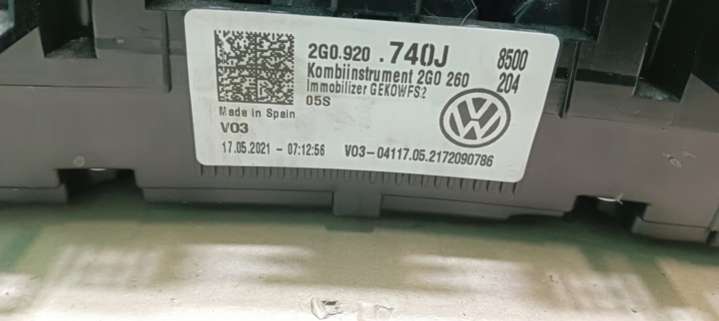 2G0.920 .740J 8500
Kombiinstrument 2G0 260 204
Immobilizer GEKOWFS2
05S
Made in Spain
V03
17.05.2021 - 07:12:56 V03-04117.05.2172090786